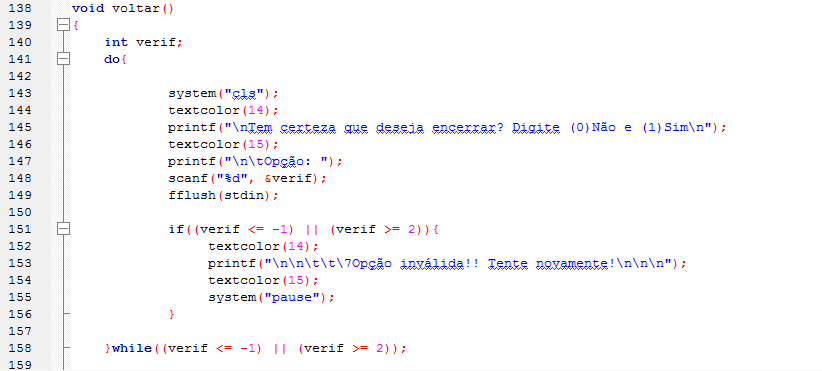 138 void voltar()
139 {
140 int verif;
141 do{
142
143 system("cls");
144 textcolor(14);
145 printf("\nTem certeza que deseja encerrar? Digite (0)Não e (1)Sim\n");
146 textcolor(15);
147 printf("\n\tOpção: ");
148 scanf("%d", &verif);
149 fflush(stdin);
150
151 if((verif <= -1) || (verif >= 2)){
152 textcolor(14);
153 printf("\n\n\t\t\7Opção inválida!! Tente novamente!\n\n\n");
154 textcolor(15);
155 system("pause");
156 }
157
158 }while((verif <= -1) || (verif >= 2));
159